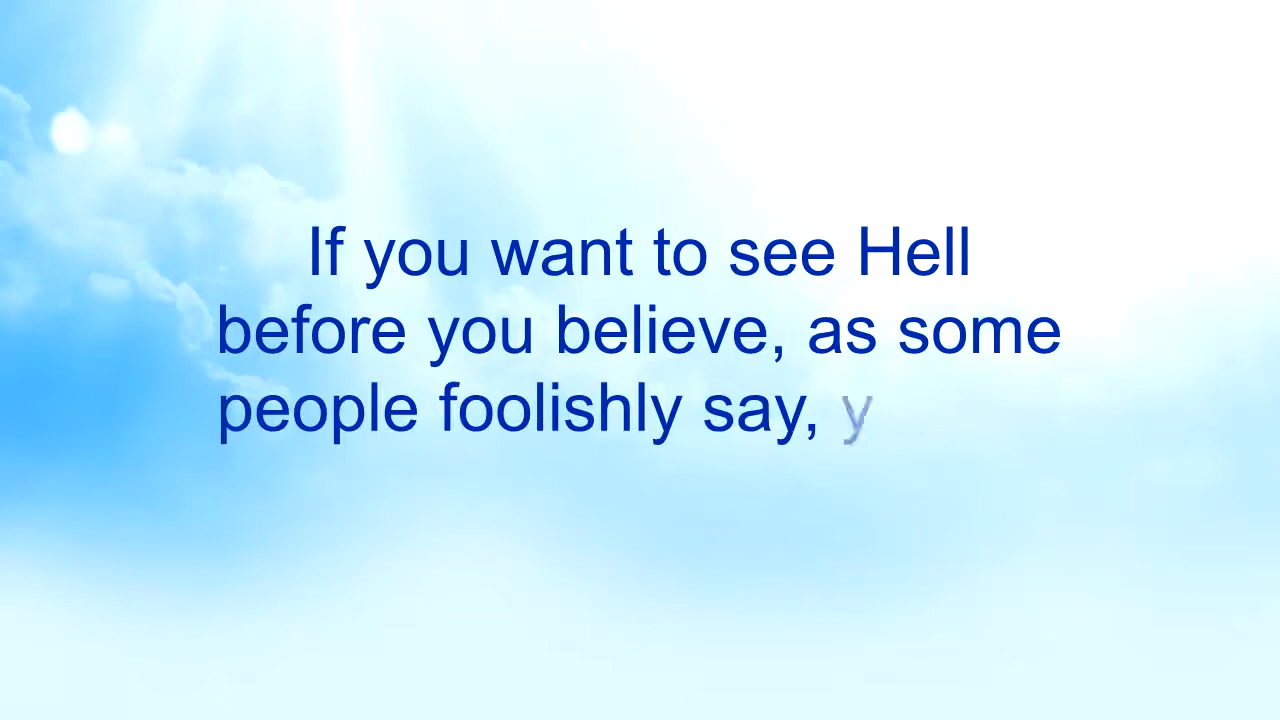 If you want to see Hell
before you believe, as some
people foolishly say, y